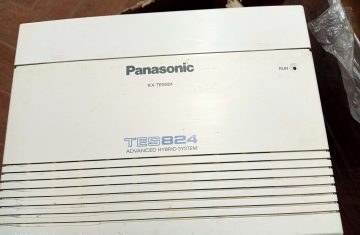 Panasonic
KX-TES824
RUN
TES824
ADVANCED HYBRID SYSTEM